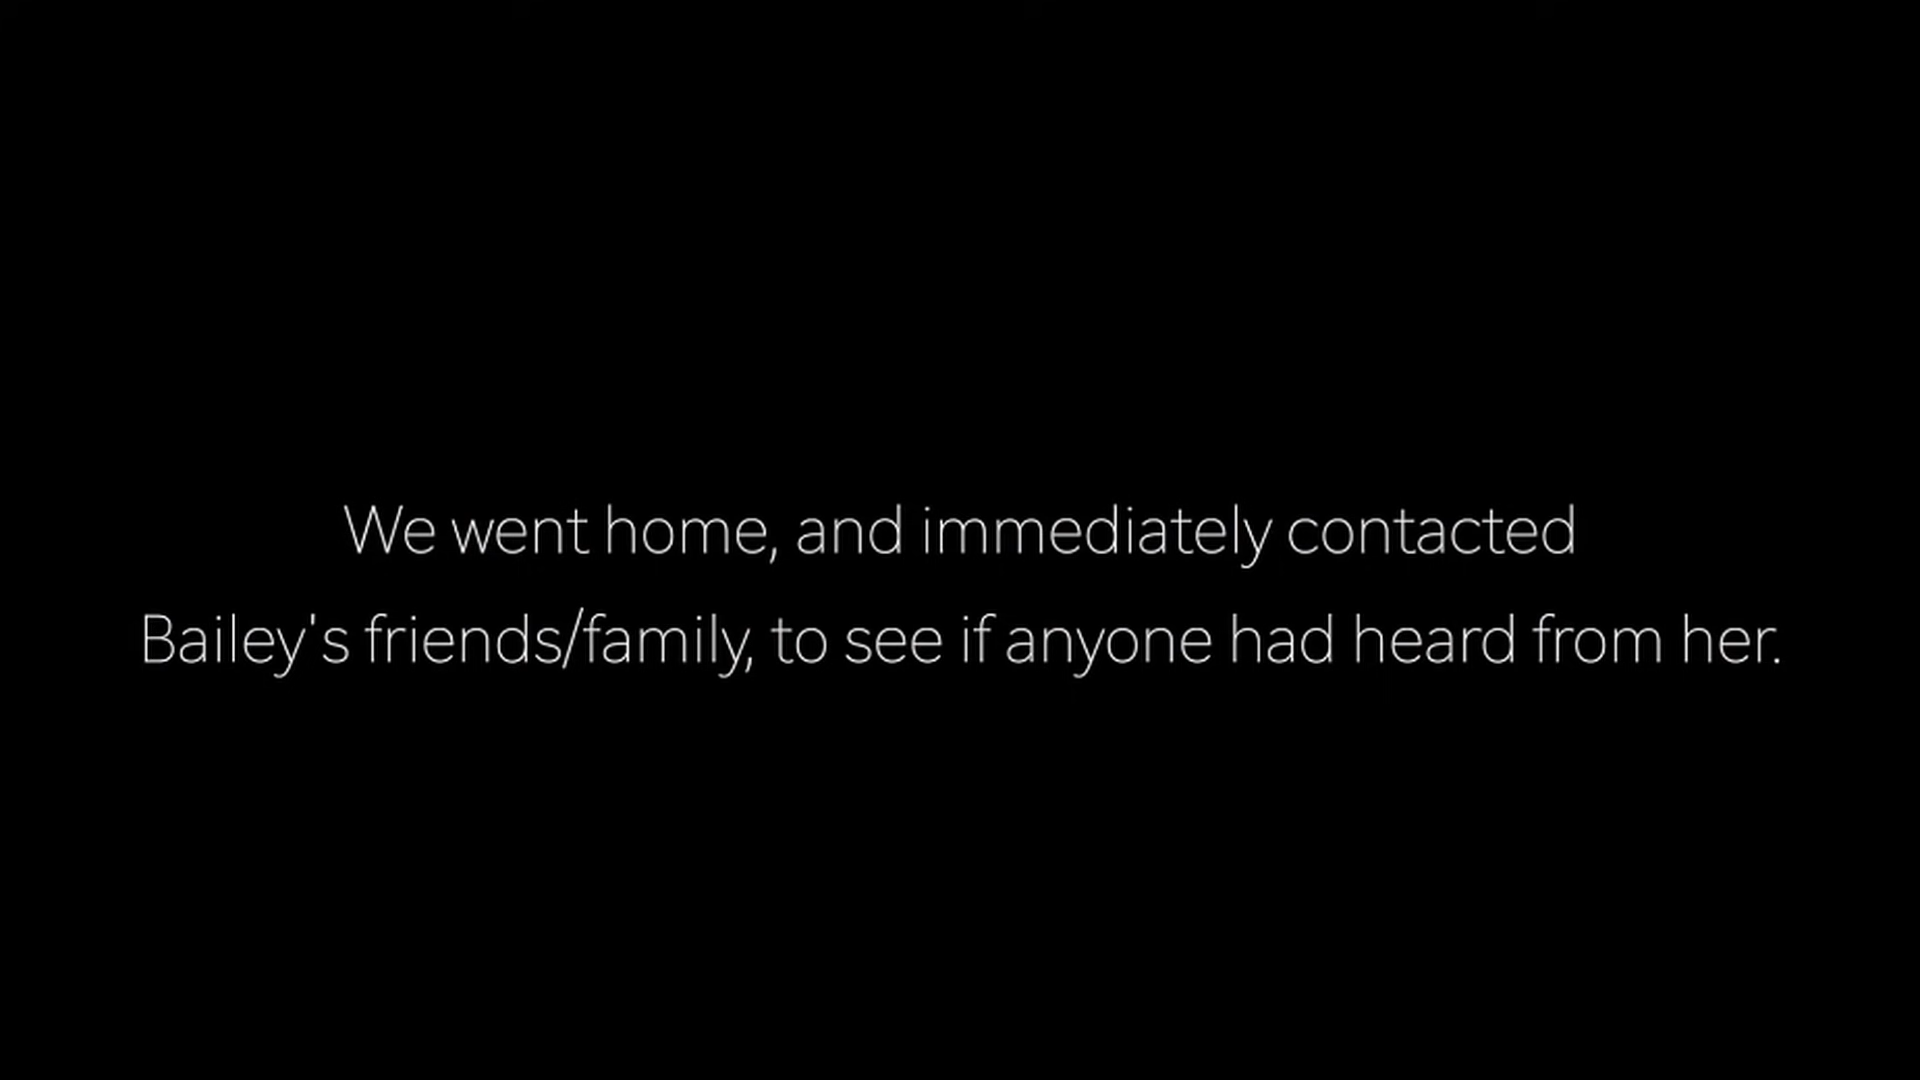 We went home, and immediately contacted
Bailey's friends/family, to see if anyone had heard from her.